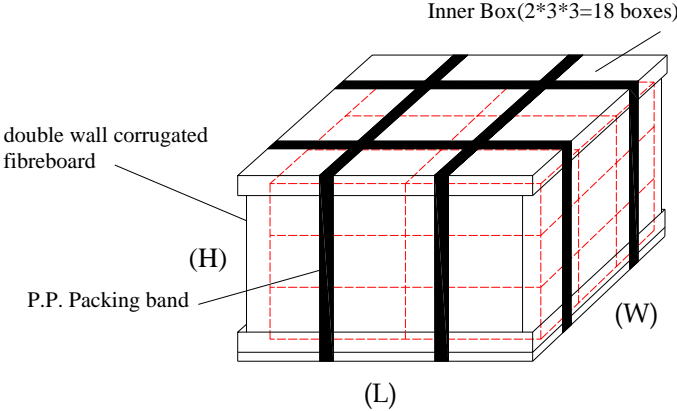 Inner Box(2*3*3=18 boxes)
double wall corrugated
fibreboard
(H)
P.P. Packing band
(W)
(L)